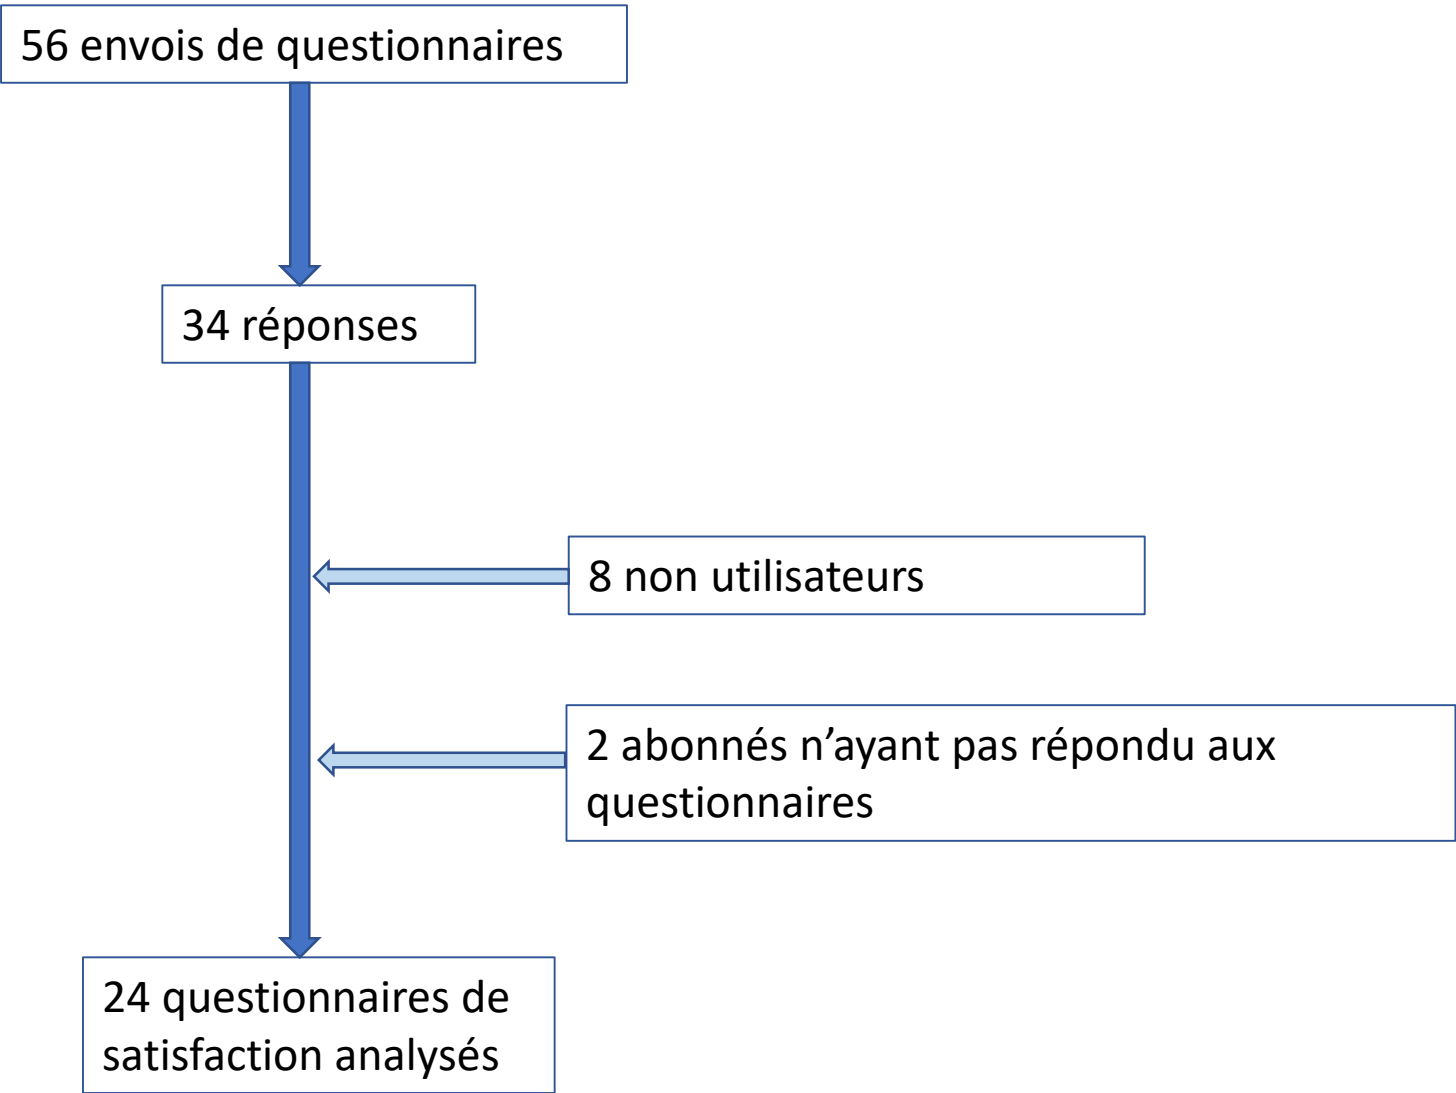 56 envois de questionnaires
34 réponses
8 non utilisateurs
2 abonnés n’ayant pas répondu aux
questionnaires
24 questionnaires de
satisfaction analysés